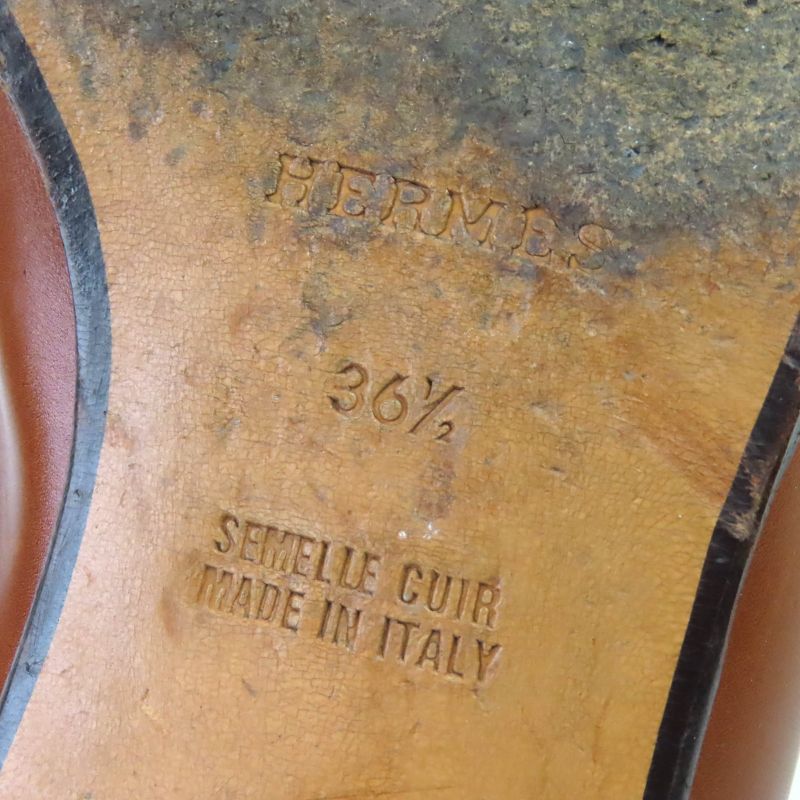 HERMES
36½
SEMELLE CUIR
MADE IN ITALY